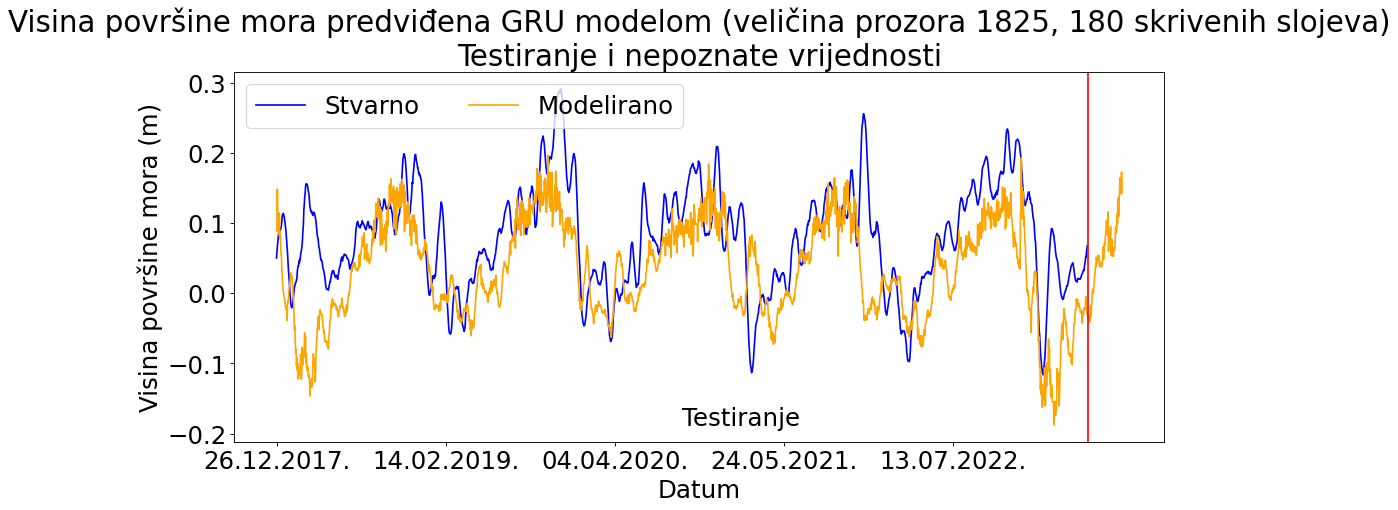 Visina površine mora predviđena GRU modelom (veličina prozora 1825, 180 skrivenih slojeva)
Testiranje i nepoznate vrijednosti
Stvarno
Modelirano
Visina površine mora (m)
0.3
0.2
0.1
0.0
−0.1
−0.2
Testiranje
26.12.2017.
14.02.2019.
04.04.2020.
24.05.2021.
13.07.2022.
Datum